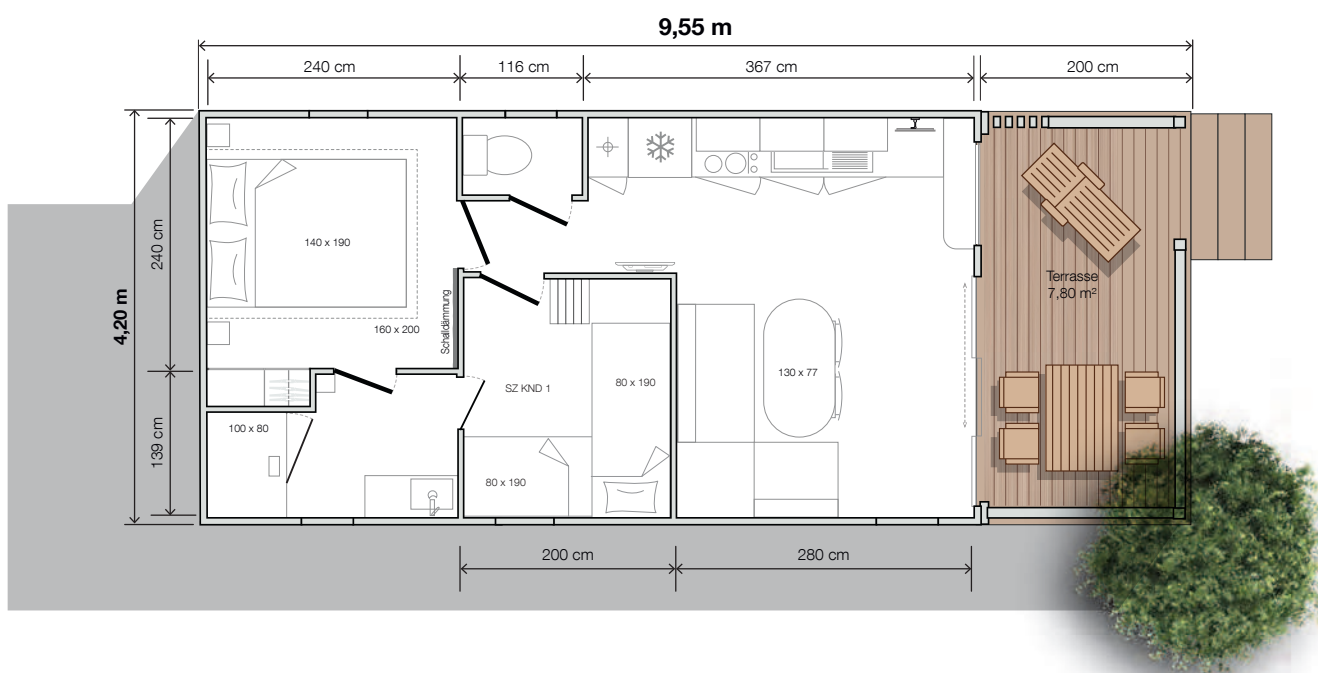 9,55 m
240 cm
116 cm
367 cm
200 cm
4,20 m
240 cm
139 cm
140 x 190
160 x 200
Schalldämmung
Terrasse
7,80 m²
130 x 77
SZ KND 1
80 x 190
80 x 190
100 x 80
200 cm
280 cm